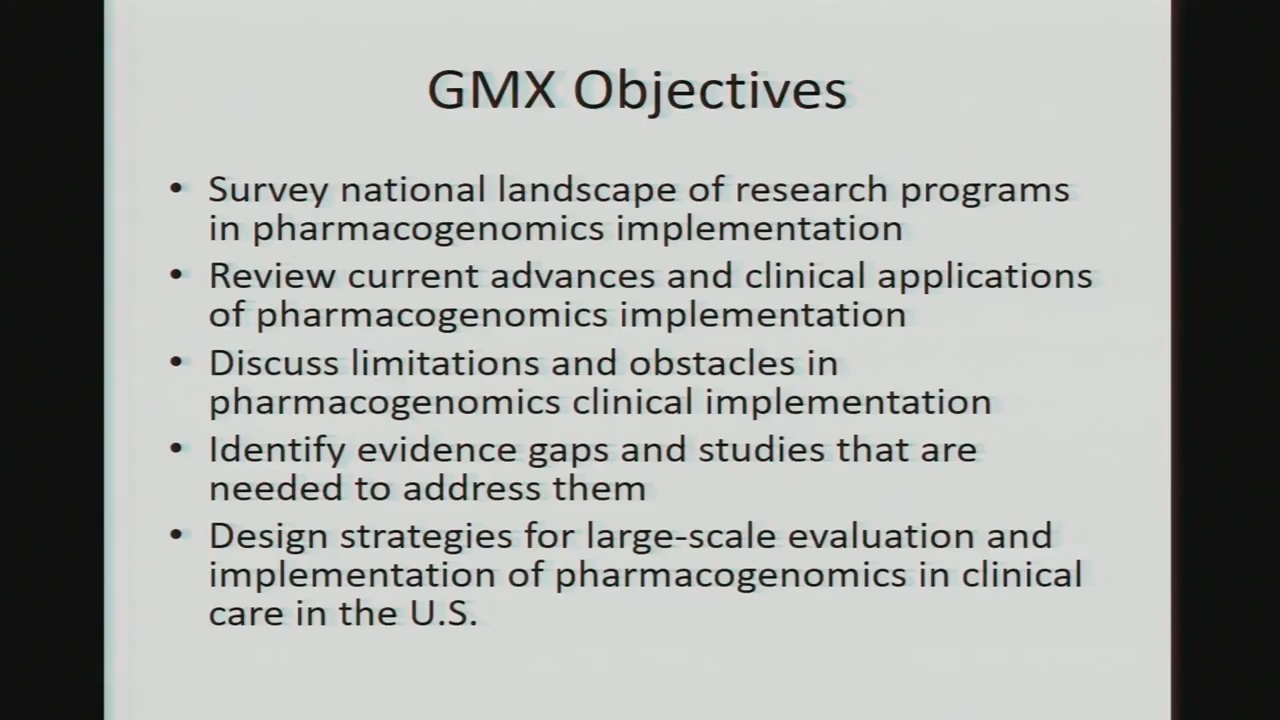 GMX Objectives
• Survey national landscape of research programs
in pharmacogenomics implementation
• Review current advances and clinical applications
of pharmacogenomics implementation
• Discuss limitations and obstacles in
pharmacogenomics clinical implementation
• Identify evidence gaps and studies that are
needed to address them
• Design strategies for large-scale evaluation and
implementation of pharmacogenomics in clinical
care in the U.S.